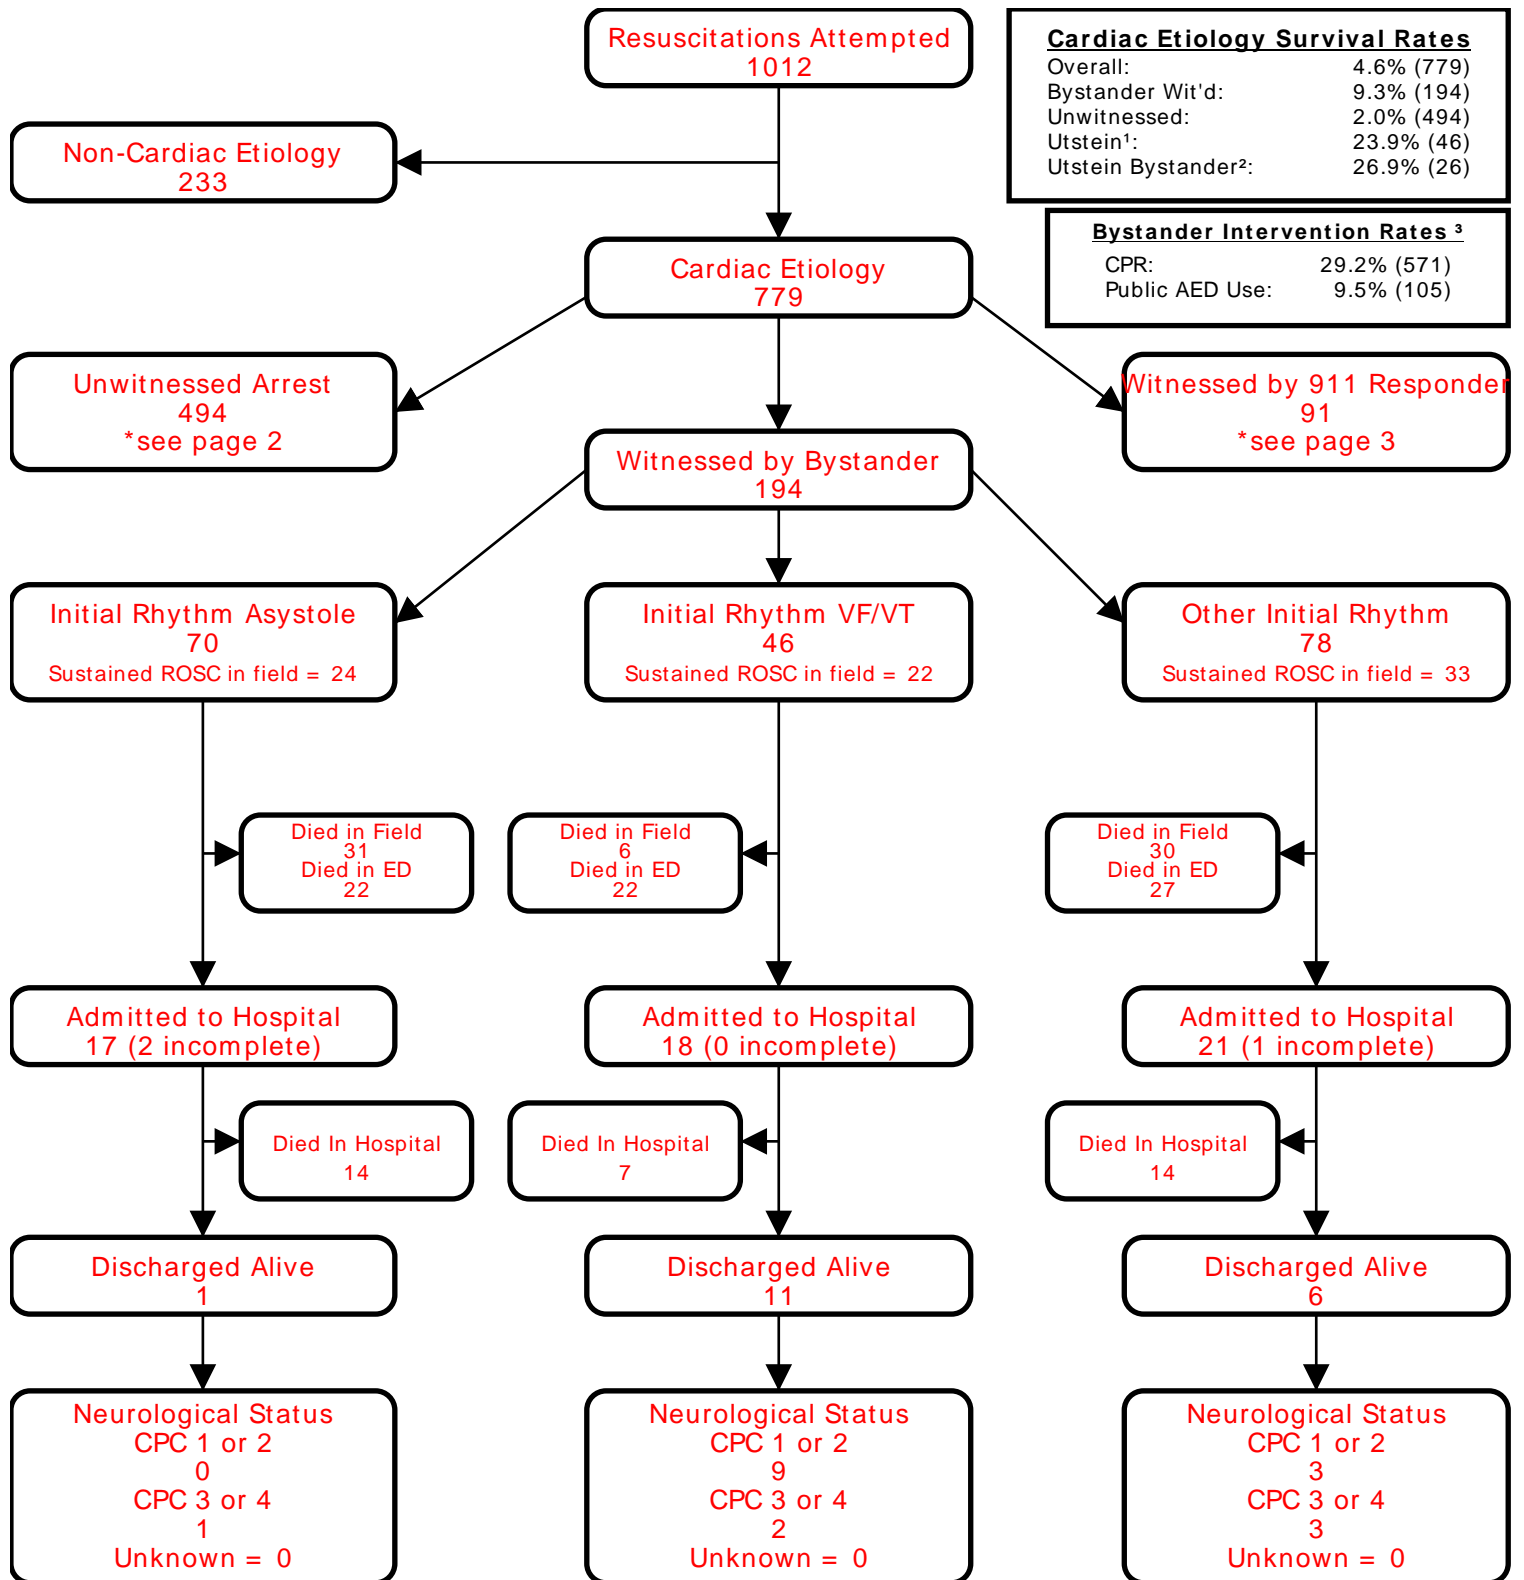 Resuscitations Attempted
1012
Cardiac Etiology Survival Rates
Overall: 4.6% (779)
Bystander Wit'd: 9.3% (194)
Unwitnessed: 2.0% (494)
Utstein¹: 23.9% (46)
Utstein Bystander²: 26.9% (26)
Non-Cardiac Etiology
233
Bystander Intervention Rates ³
CPR: 29.2% (571)
Public AED Use: 9.5% (105)
Cardiac Etiology
779
Unwitnessed Arrest
494
*see page 2
Witnessed by 911 Responder
91
*see page 3
Witnessed by Bystander
194
Initial Rhythm Asystole
70
Sustained ROSC in field = 24
Initial Rhythm VF/VT
46
Sustained ROSC in field = 22
Other Initial Rhythm
78
Sustained ROSC in field = 33
Died in Field
31
Died in ED
22
Died in Field
6
Died in ED
22
Died in Field
30
Died in ED
27
Admitted to Hospital
17 (2 incomplete)
Admitted to Hospital
18 (0 incomplete)
Admitted to Hospital
21 (1 incomplete)
Died In Hospital
14
Died In Hospital
7
Died In Hospital
14
Discharged Alive
1
Discharged Alive
11
Discharged Alive
6
Neurological Status
CPC 1 or 2
0
CPC 3 or 4
1
Unknown = 0
Neurological Status
CPC 1 or 2
9
CPC 3 or 4
2
Unknown = 0
Neurological Status
CPC 1 or 2
3
CPC 3 or 4
3
Unknown = 0